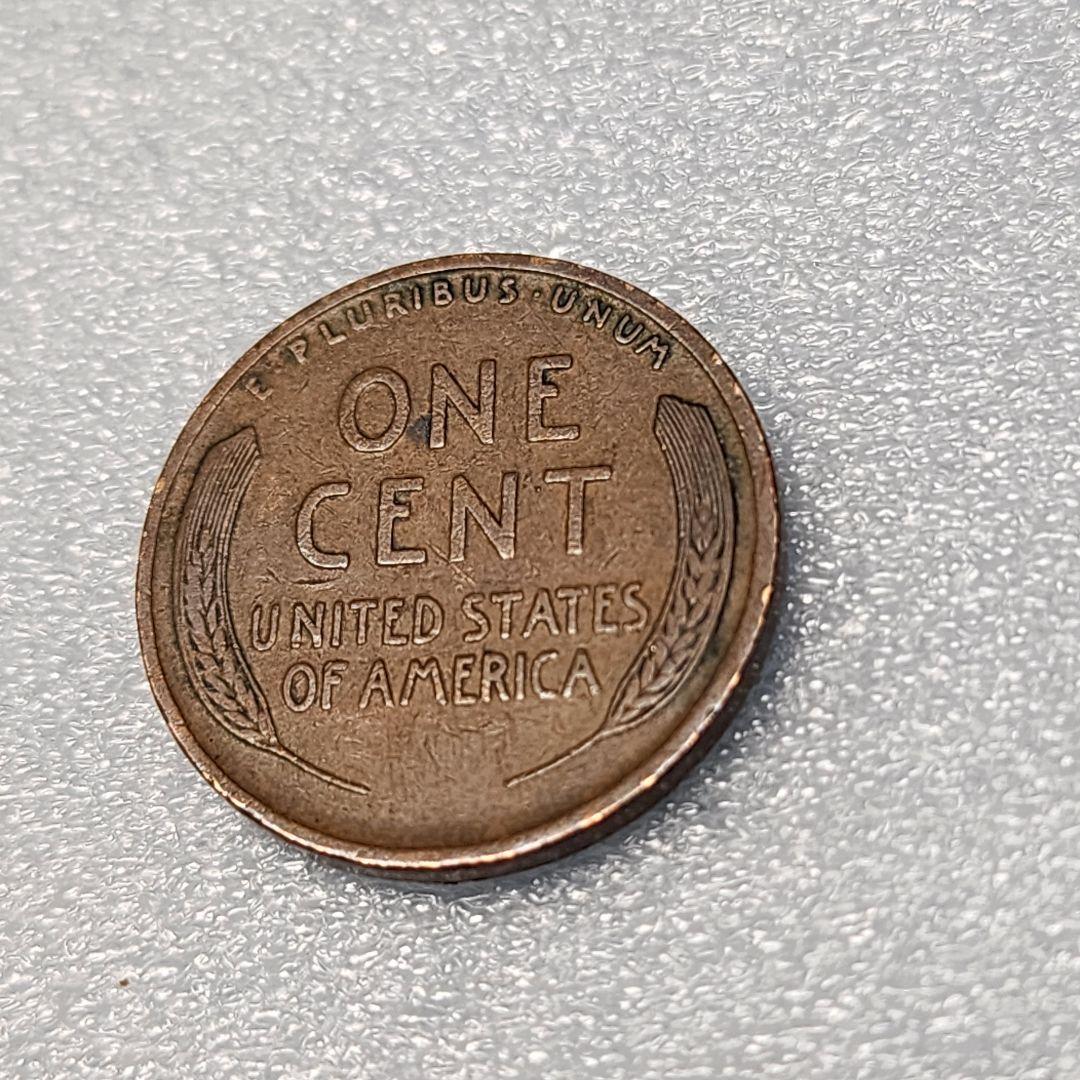 E·PLURIBUS·UNUM
ONE
CENT
UNITED STATES
OF AMERICA